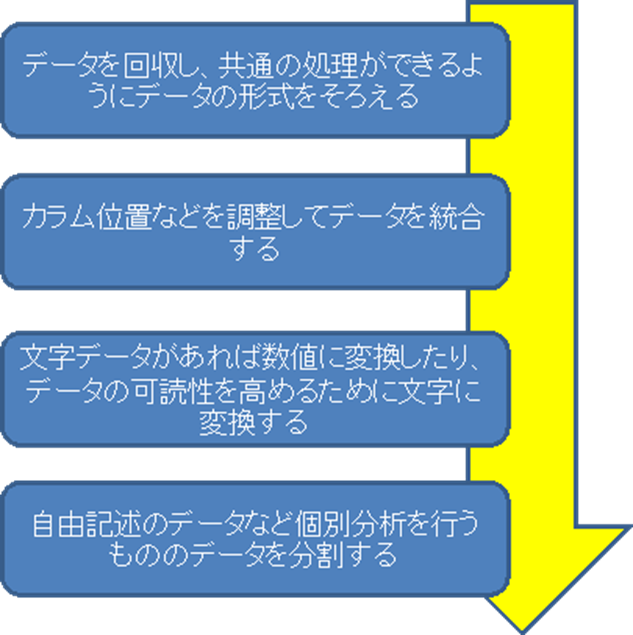 データを回収し、共通の処理ができるよ
うにデータの形式をそろえる
カラム位置などを調整してデータを統合
する
文字データがあれば数値に変換したり、
データの可読性を高めるために文字に
変換する
自由記述のデータなど個別分析を行う
もののデータを分割する